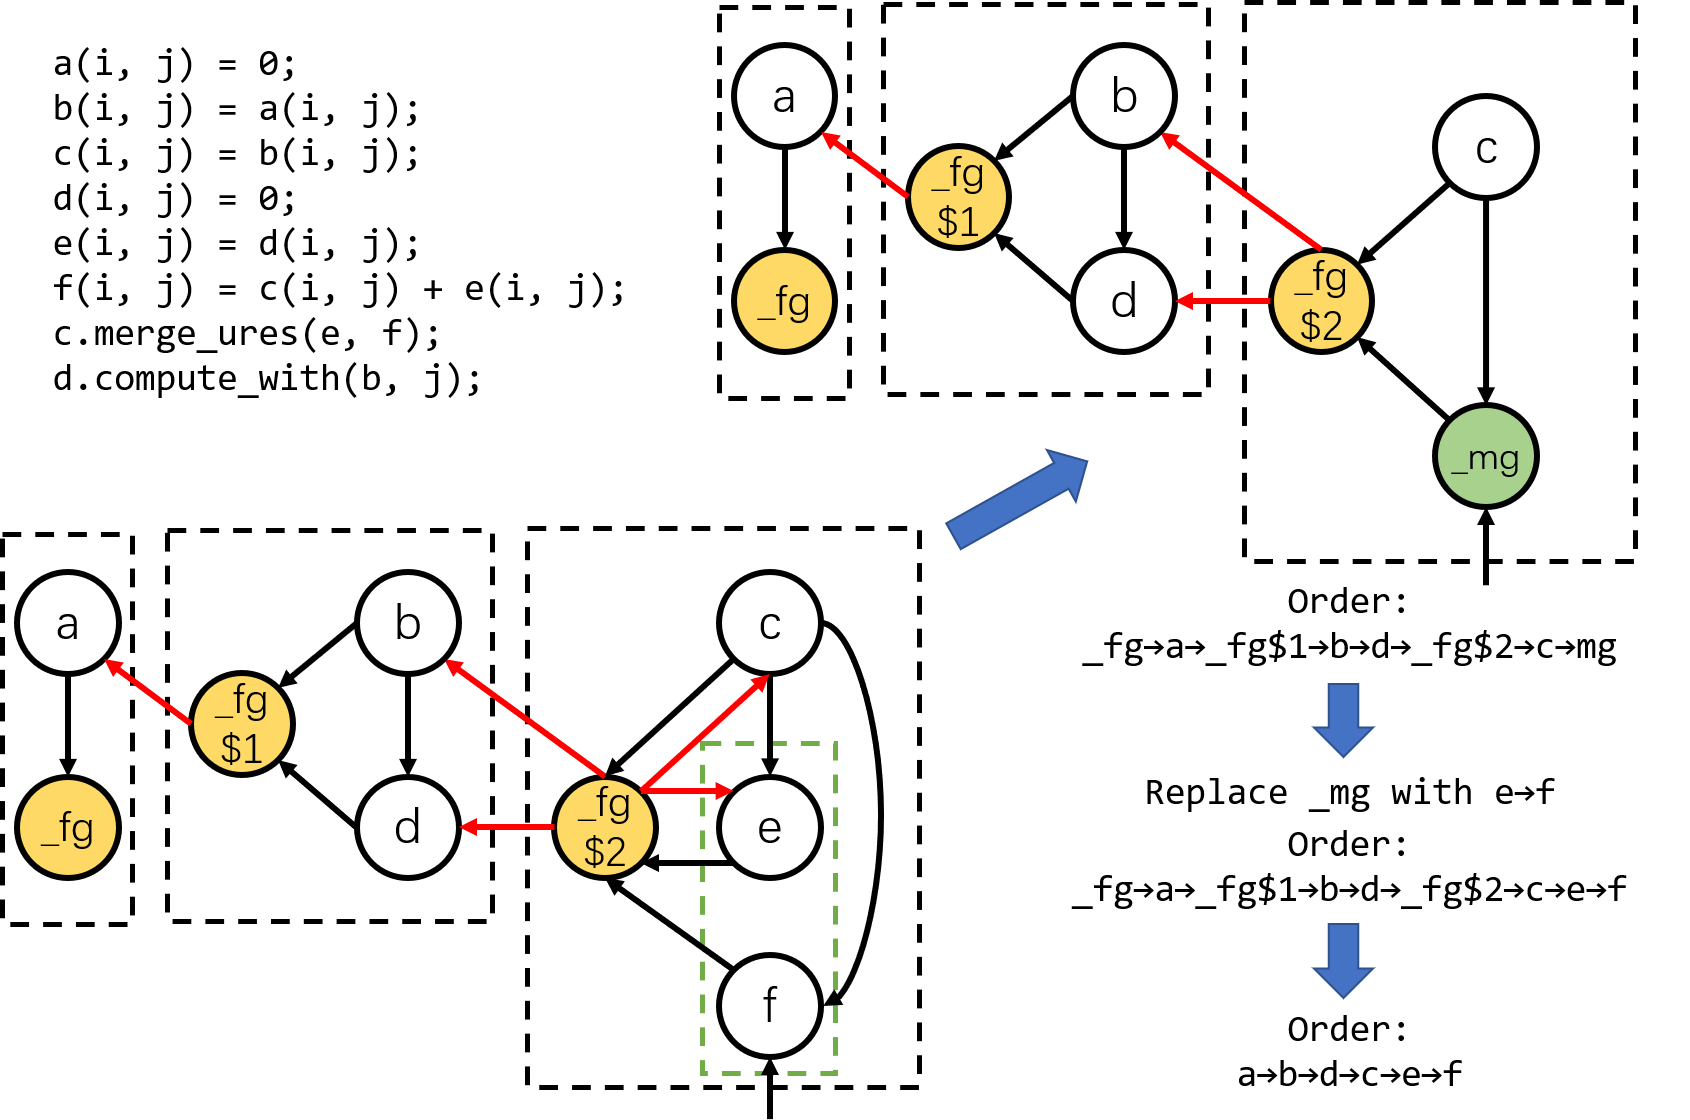 a(i, j) = 0;
b(i, j) = a(i, j);
c(i, j) = b(i, j);
d(i, j) = 0;
e(i, j) = d(i, j);
f(i, j) = c(i, j) + e(i, j);
c.merge_ures(e, f);
d.compute_with(b, j);
a
_fg
_fg
$1
b
d
_fg
$2
c
_mg
a
_fg
_fg
$1
b
d
_fg
$2
c
e
f
Order:
_fg→a→_fg$1→b→d→_fg$2→c→mg
Replace _mg with e→f
Order:
_fg→a→_fg$1→b→d→_fg$2→c→e→f
Order:
a→b→d→c→e→f